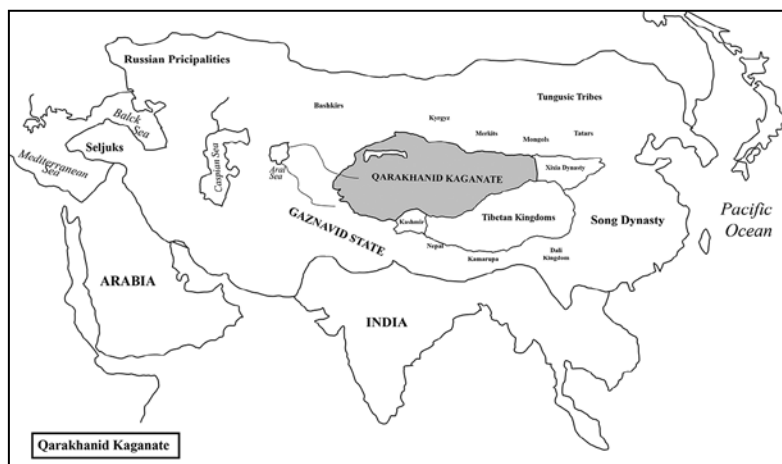 Russian Pricipalities
Bashkirs
Tungusic Tribes
Kyrgyz
Balck
Sea
Merkits
Mongols
Tatars
Seljuks
Caspian Sea
Aral
Sea
QARAKHANID KAGANATE
Xixia Dynasty
Mediterranean
Sea
Kashmir
Tibetan Kingdoms
Song Dynasty
Pacific
Ocean
GAZNAVID STATE
Nepal
Kamarupa
Dali
Kingdom
ARABIA
INDIA
Qarakhanid Kaganate